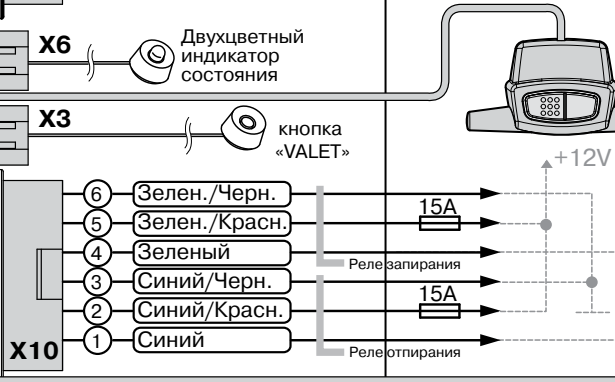 X6
Двухцветный
индикатор
состояния
X3
кнопка
«VALET»
+12V
6 Зелен./Черн.
5 Зелен./Красн. 15A
4 Зеленый
Реле запирания
3 Синий/Черн.
2 Синий/Красн. 15A
1 Синий
X10
Реле отпирания